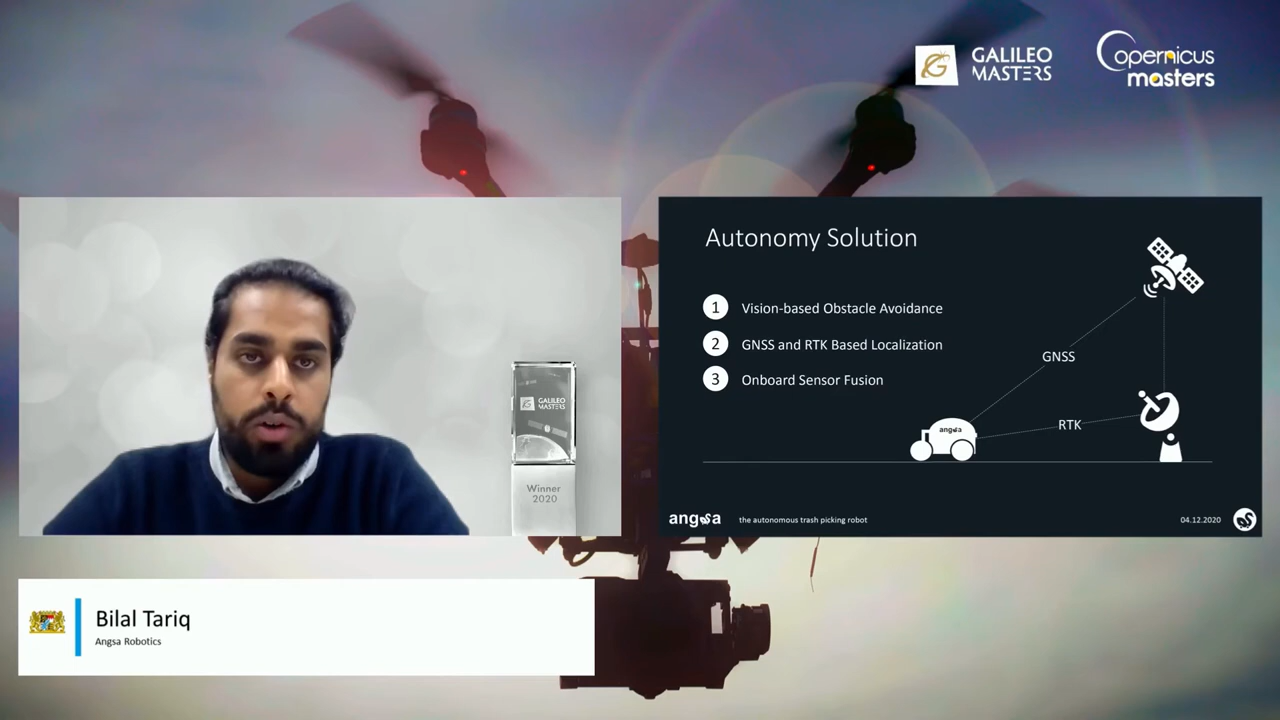 GALILEO
MASTERS
Copernicus
masters
GALILEO
MASTERS
Winner
2020
Autonomy Solution
1 Vision-based Obstacle Avoidance
2 GNSS and RTK Based Localization
3 Onboard Sensor Fusion
GNSS
RTK
angsa
angsa the autonomous trash picking robot 04.12.2020
Bilal Tariq
Angsa Robotics